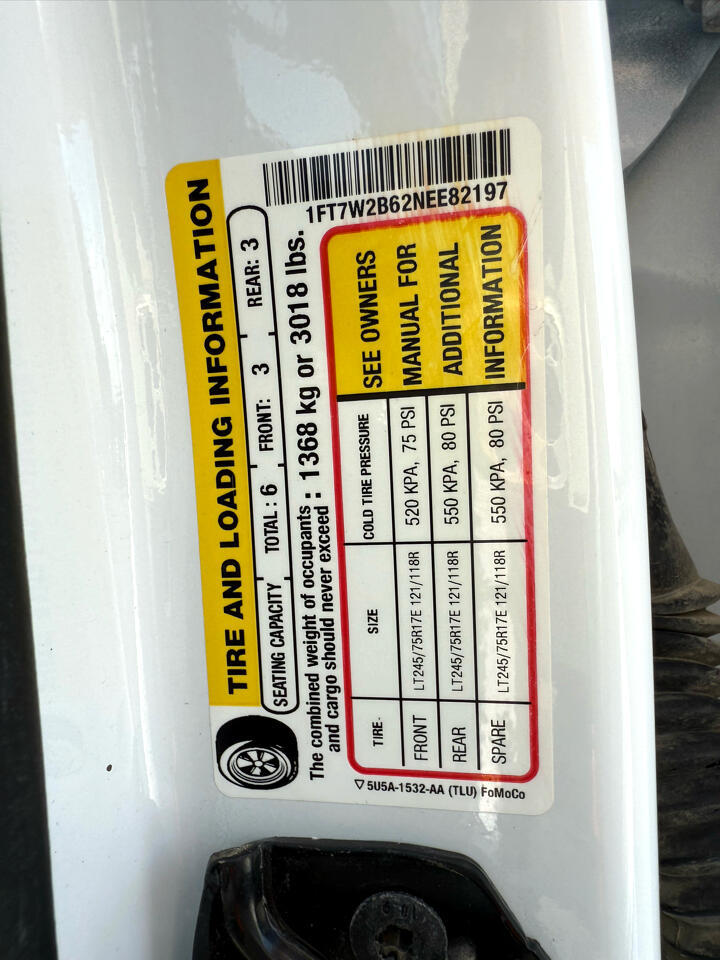 1FT7W2B62NEE82197
TIRE AND LOADING INFORMATION
SEATING CAPACITY TOTAL : 6 FRONT: 3 REAR: 3
The combined weight of occupants
and cargo should never exceed : 1368 kg or 3018 lbs.
TIRE SIZE COLD TIRE PRESSURE
FRONT LT245/75R17E 121/118R 520 KPA, 75 PSI
REAR LT245/75R17E 121/118R 550 KPA, 80 PSI
SPARE LT245/75R17E 121/118R 550 KPA, 80 PSI
SEE OWNERS
MANUAL FOR
ADDITIONAL
INFORMATION
▽ 5U5A-1532-AA (TLU) FoMoCo